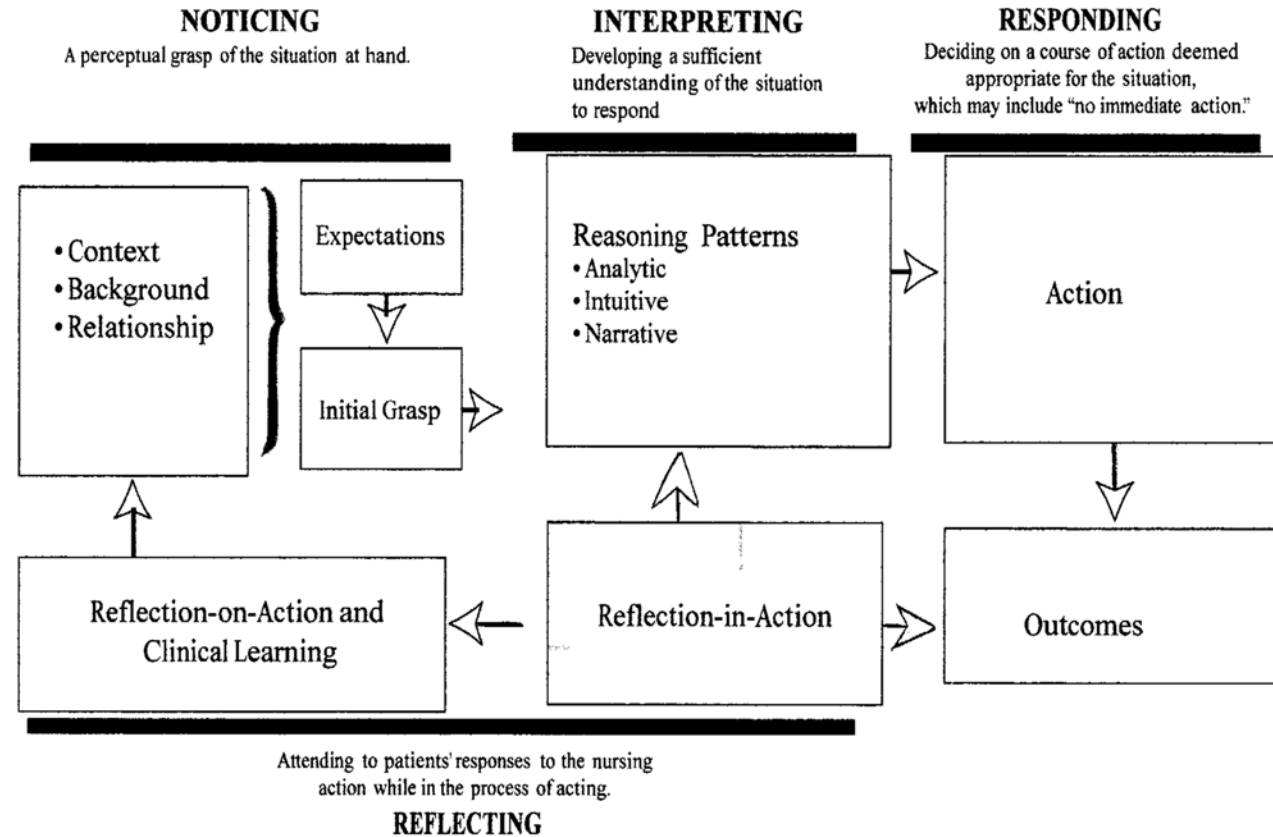 NOTICING
A perceptual grasp of the situation at hand.
INTERPRETING
Developing a sufficient
understanding of the situation
to respond
RESPONDING
Deciding on a course of action deemed
appropriate for the situation,
which may include “no immediate action.”
• Context
• Background
• Relationship
Expectations
Initial Grasp
Reasoning Patterns
• Analytic
• Intuitive
• Narrative
Action
Reflection-on-Action and
Clinical Learning
Reflection-in-Action
Outcomes
Attending to patients' responses to the nursing
action while in the process of acting.
REFLECTING